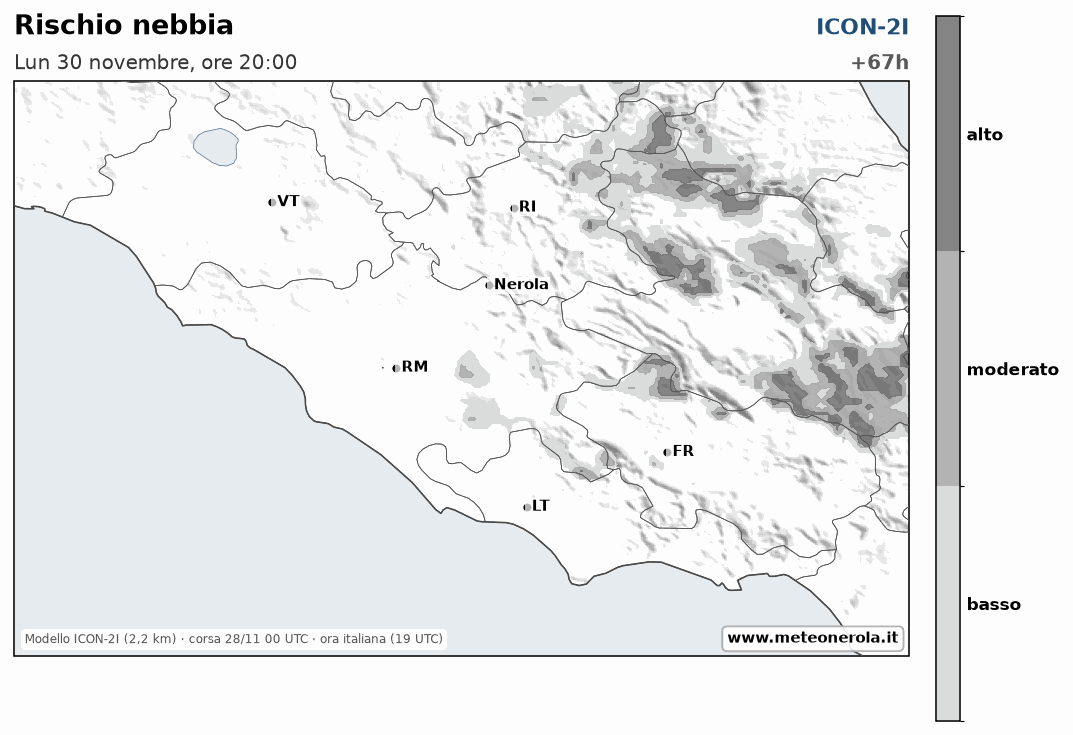 Rischio nebbia
ICON-2I
Lun 30 novembre, ore 20:00
+67h
alto
VT
RI
Nerola
RM
moderato
FR
LT
basso
Modello ICON-2I (2,2 km) · corsa 28/11 00 UTC · ora italiana (19 UTC)
www.meteonerola.it